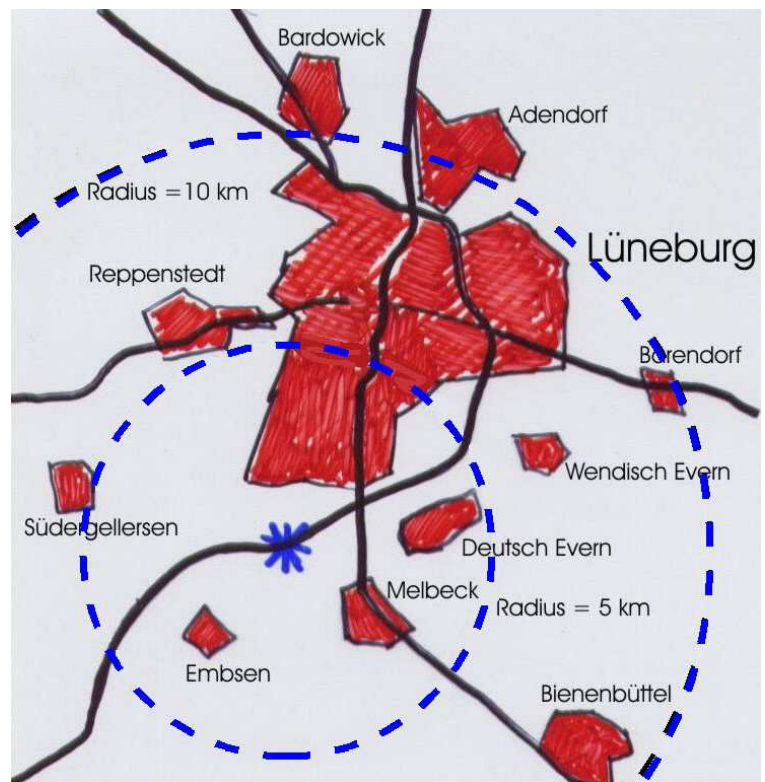 Bardowick
Adendorf
Radius =10 km
Lüneburg
Reppenstedt
Barendorf
Wendisch Evern
Südergellersen
Deutsch Evern
Melbeck
Radius = 5 km
Embsen
Bienenbüttel